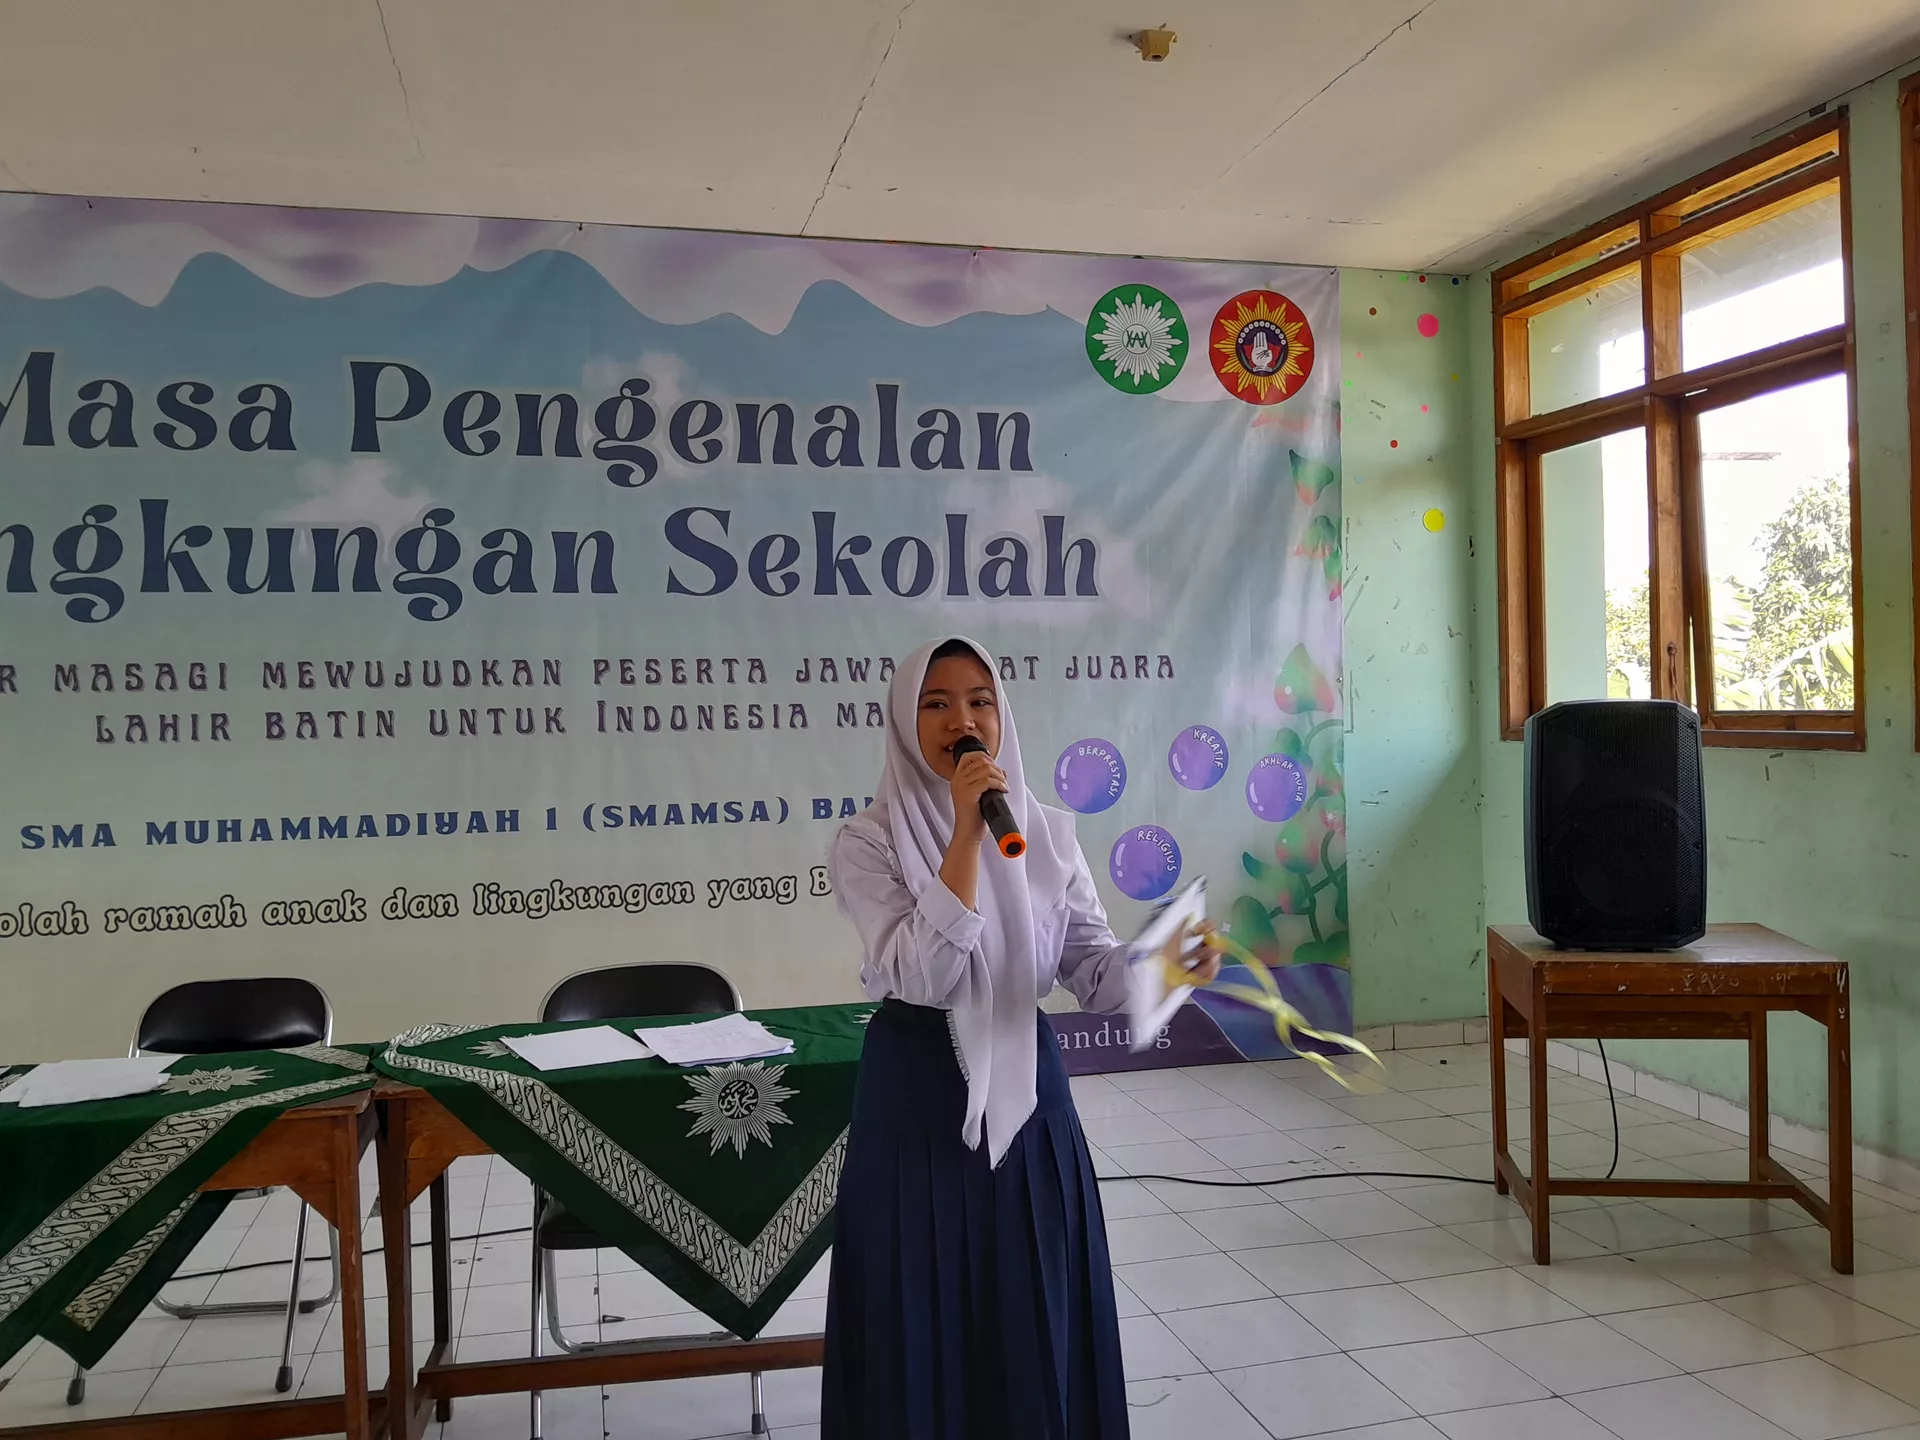 Masa Pengenalan
ngkungan Sekolah
R MASAGI MEWUJUDKAN PESERTA JAWA AT JUARA
LAHIR BATIN UNTUK INDONESIA MA
BERPRESTASI
KREATIF
AKHLAK MULIA
SMA MUHAMMADIYAH 1 (SMAMSA) BAN
RELIGIUS
olah ramah anak dan lingkungan yang B
andung